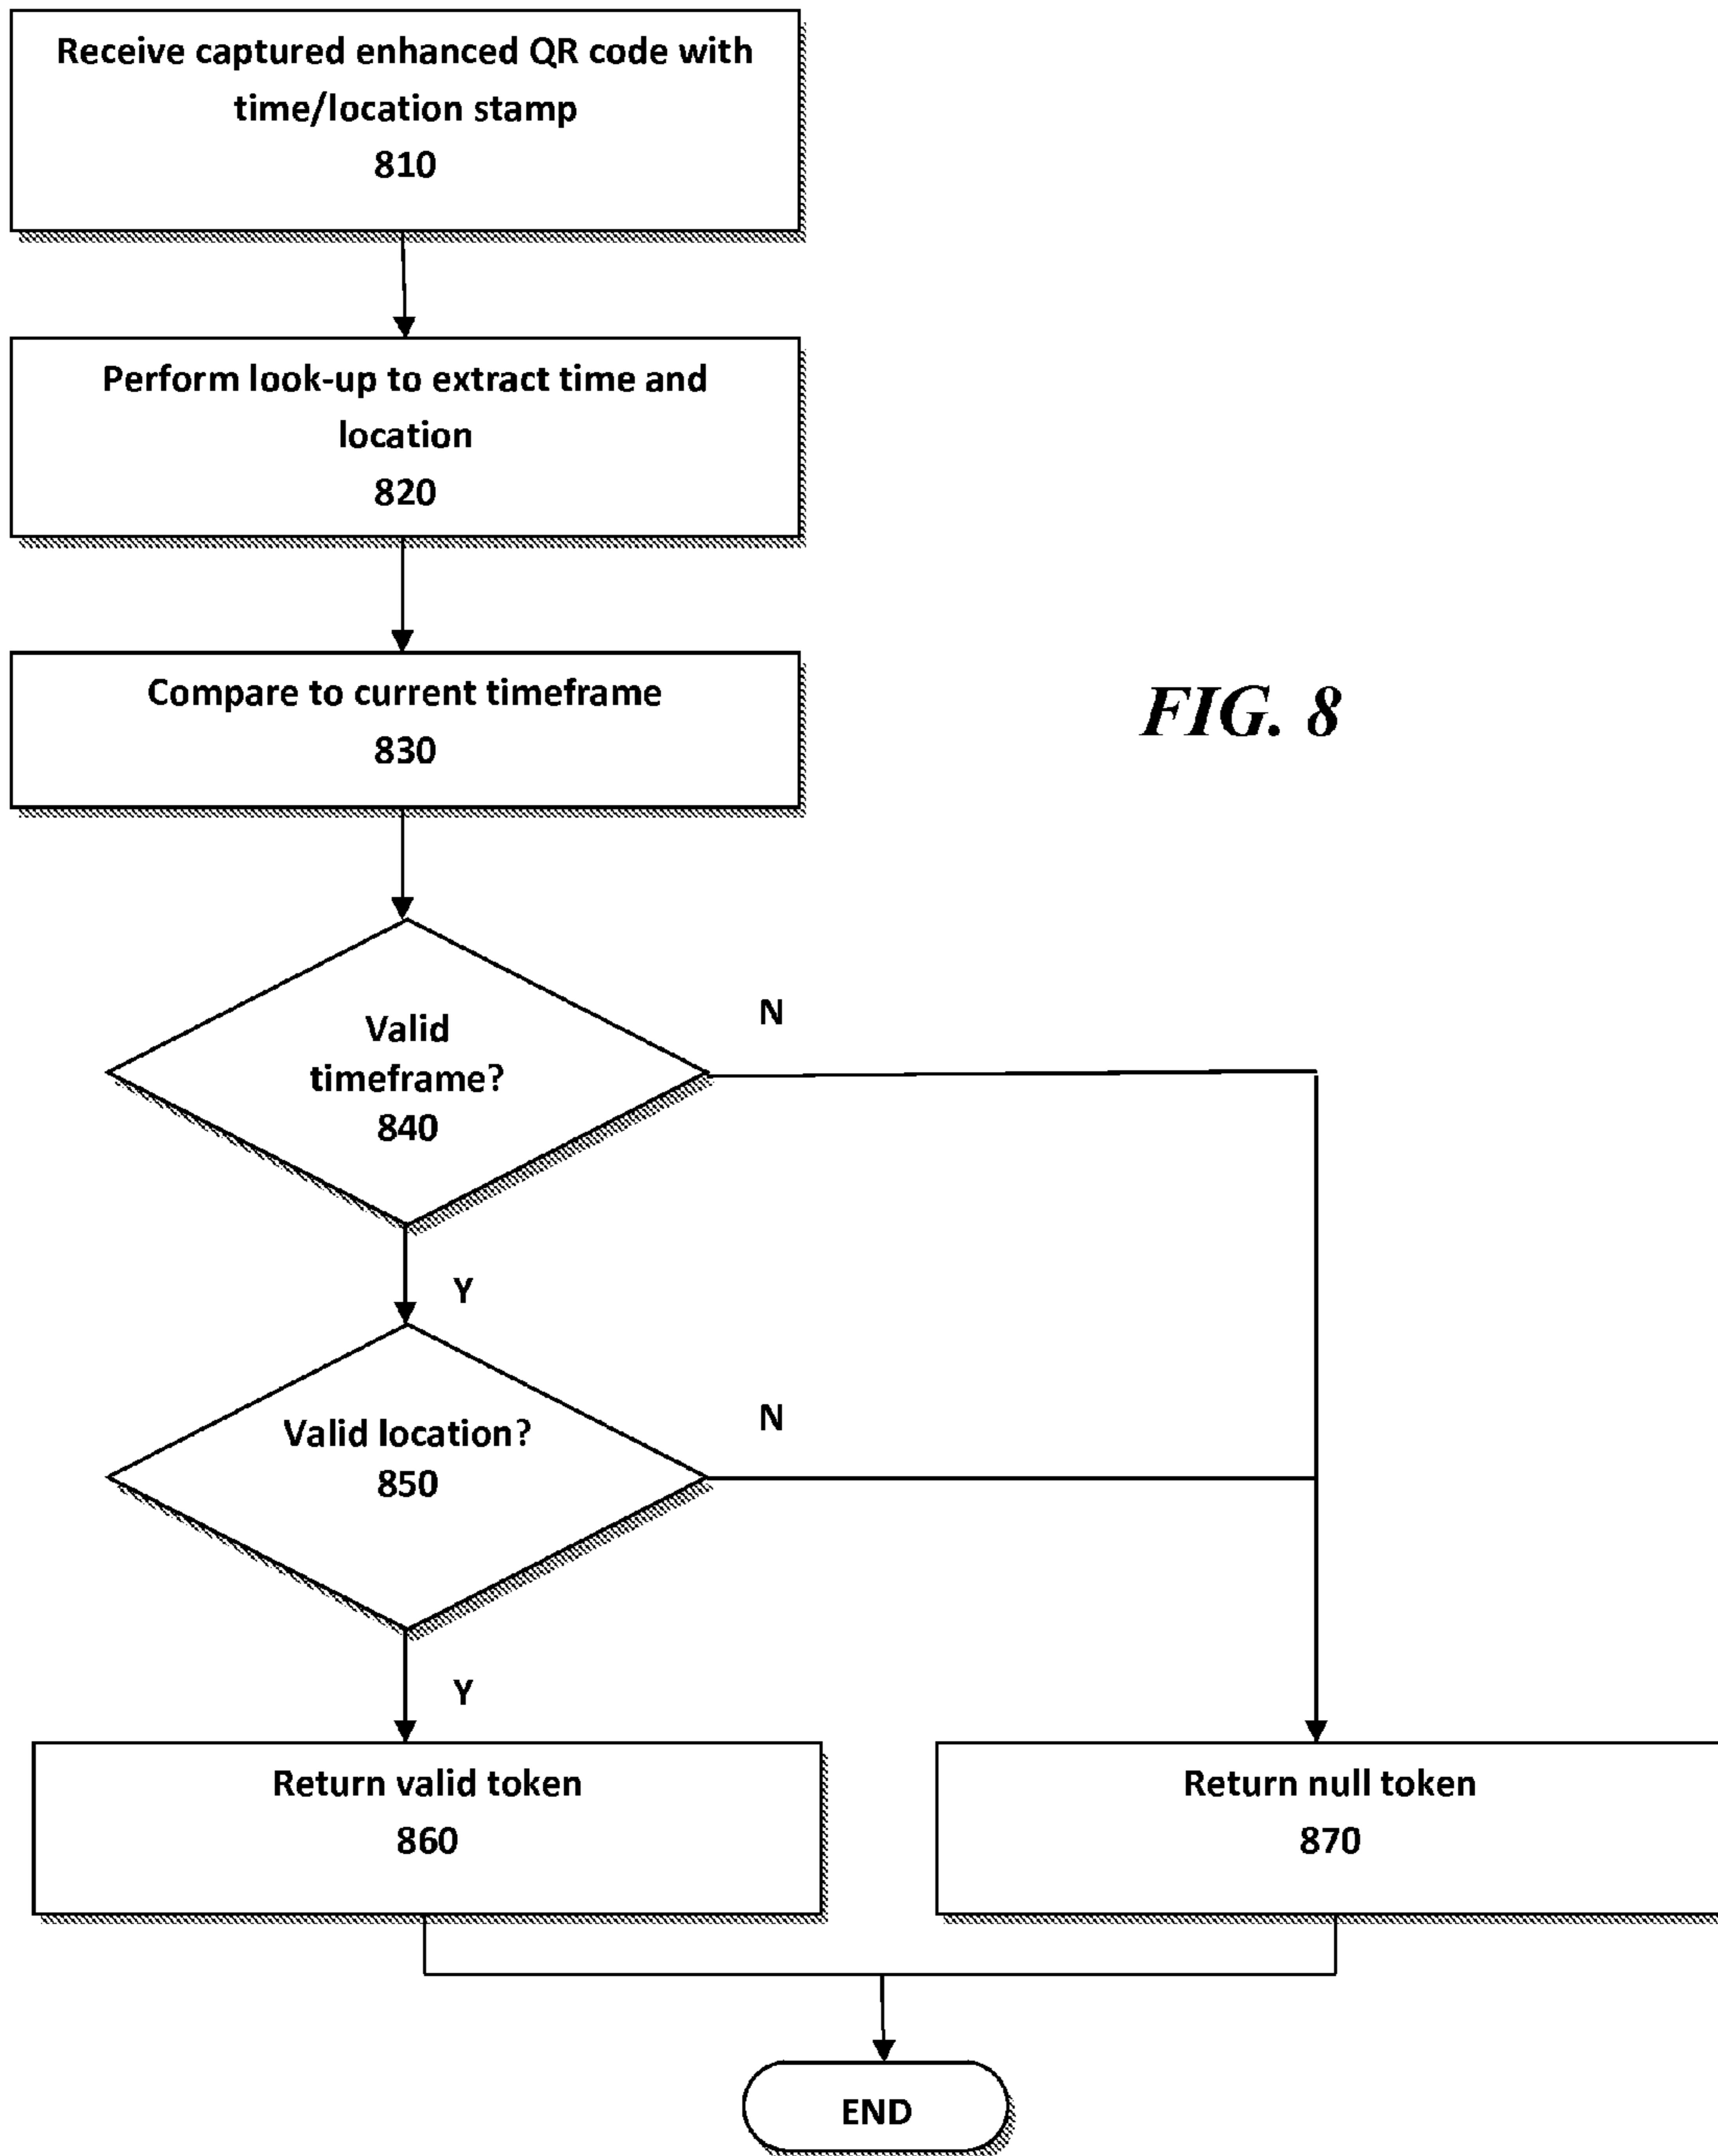 Receive captured enhanced QR code with
time/location stamp
810
Perform look-up to extract time and
location
820
Compare to current timeframe
830
FIG. 8
Valid
timeframe?
840
N
Y
Valid location?
850
N
Y
Return valid token
860
Return null token
870
END